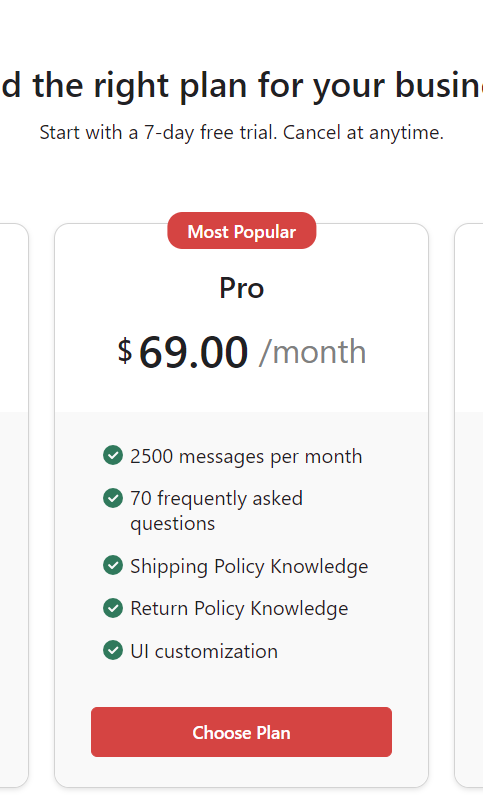 d the right plan for your busin
Start with a 7-day free trial. Cancel at anytime.
Most Popular
Pro
$69.00 /month
2500 messages per month
70 frequently asked
questions
Shipping Policy Knowledge
Return Policy Knowledge
UI customization
Choose Plan